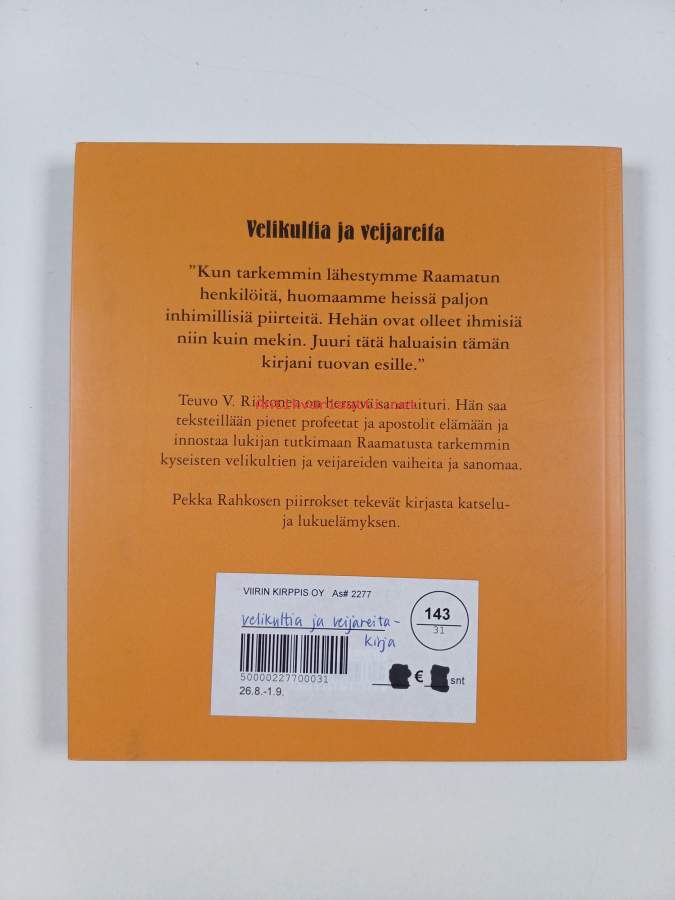 Velikultia ja veijareita
”Kun tarkemmin lähestymme Raamatun
henkilöitä, huomaamme heissä paljon
inhimillisiä piirteitä. Hehän ovat olleet ihmisiä
niin kuin mekin. Juuri tätä haluaisin tämän
kirjani tuovan esille.”
Teuvo V. Riikonen on Hän saa
teksteillään pienet profeetat ja apostolit elämään ja
innostaa lukijan tutkimaan Raamatusta tarkemmin
kyseisten velikultien ja veijareiden vaiheita ja sanomaa.
Pekka Rahkosen piirrokset tekevät kirjasta katselu-
ja lukuelämyksen.
VIIRIN KIRPPIS OY As# 2277
143
31
velikultia ja veijareita-
kirja
50000227700031
€ snt
26.8.-1.9.